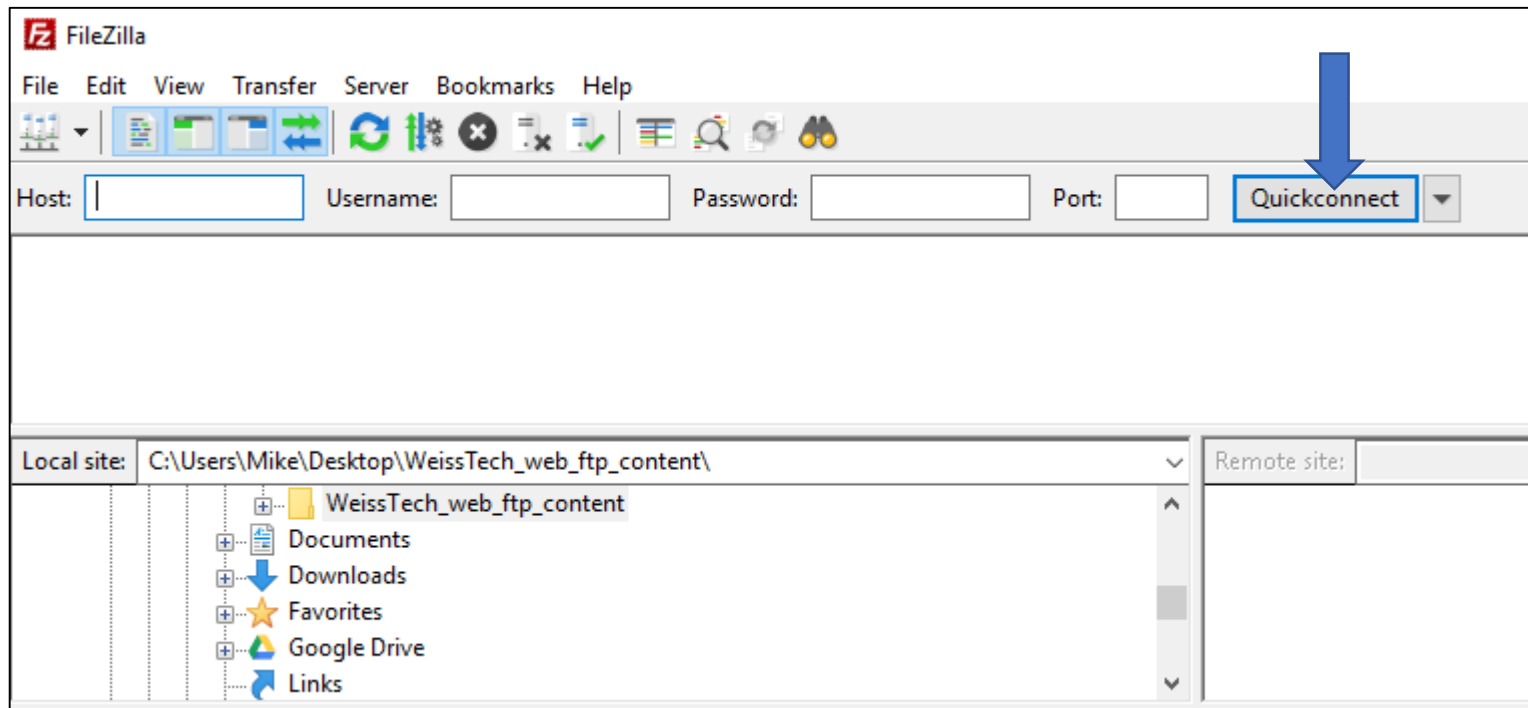 FileZilla
File Edit View Transfer Server Bookmarks Help
Host: Username: Password: Port: Quickconnect
Local site: C:\Users\Mike\Desktop\WeissTech_web_ftp_content\ Remote site:
WeissTech_web_ftp_content
Documents
Downloads
Favorites
Google Drive
Links